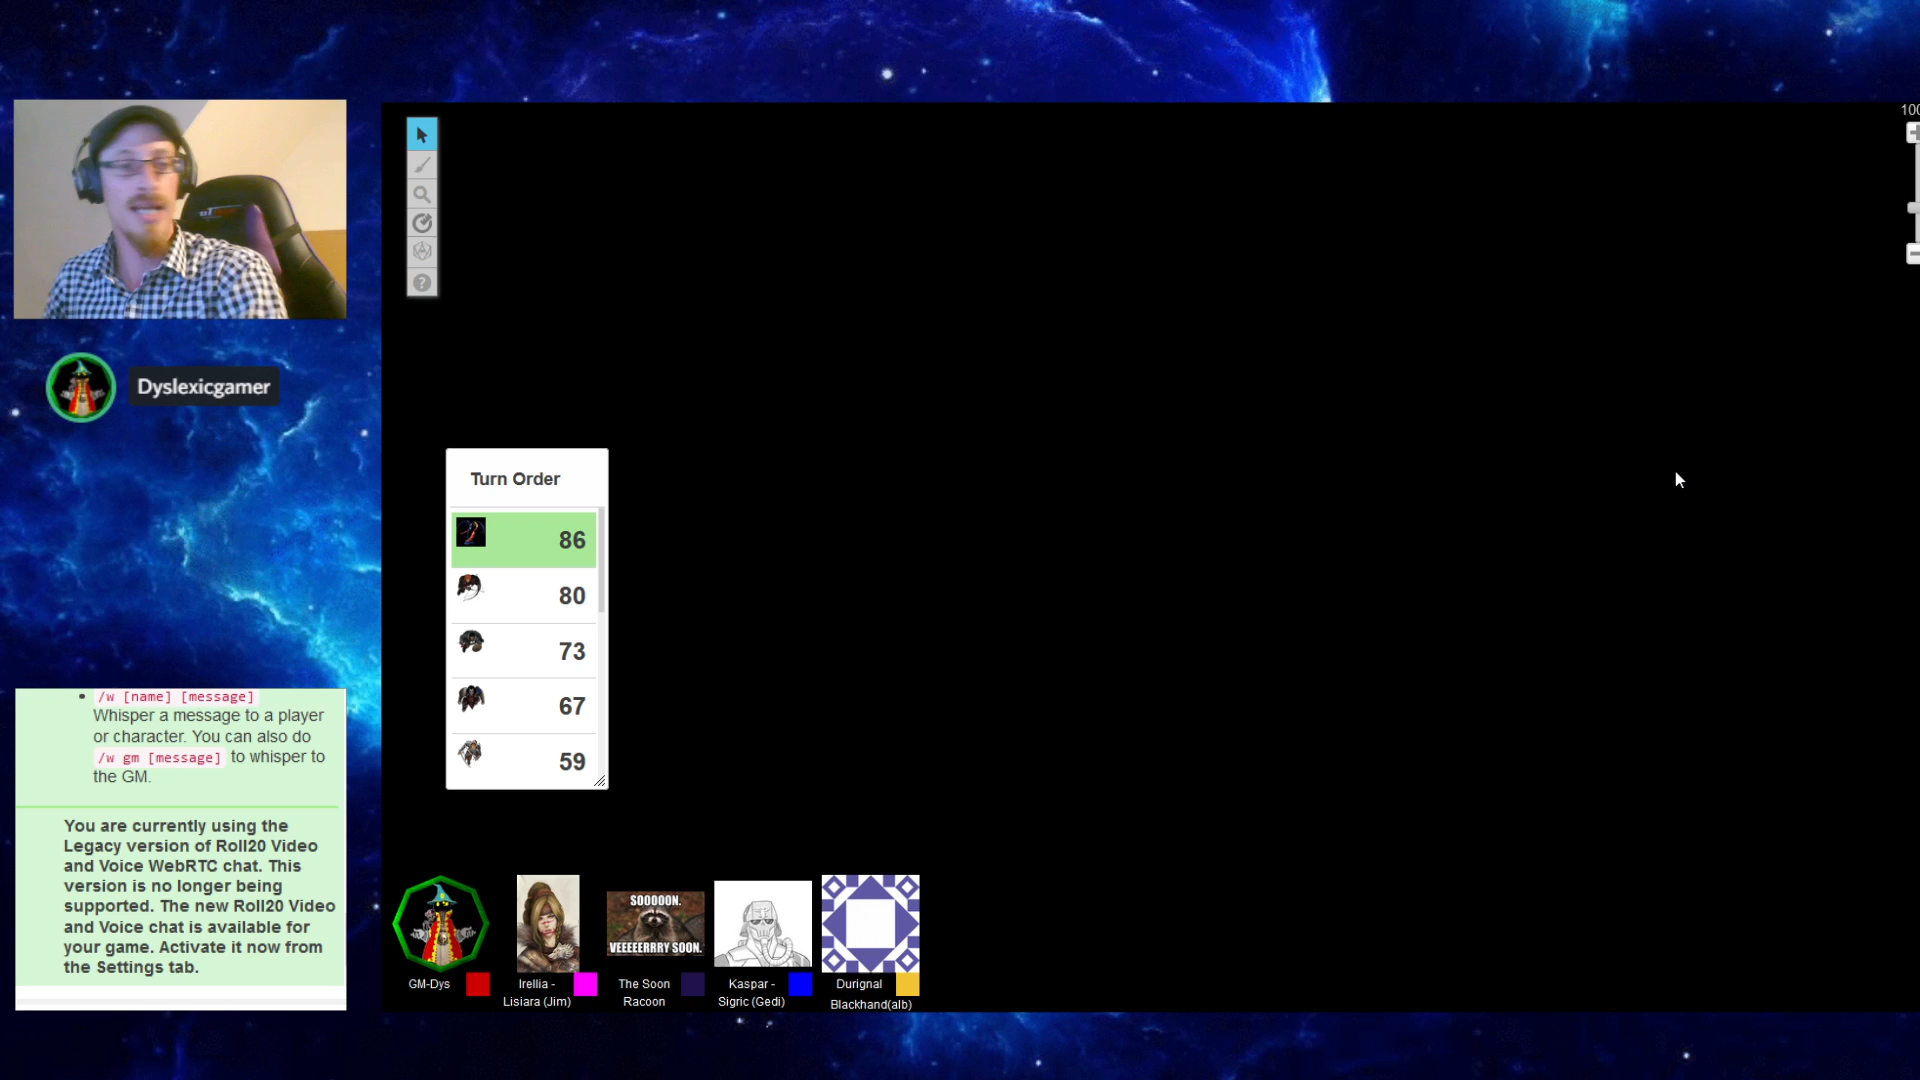 100
Dyslexicgamer
Turn Order
86
80
73
67
59
/w [name] [message]
Whisper a message to a player
or character. You can also do
/w gm [message] to whisper to
the GM.
You are currently using the
Legacy version of Roll20 Video
and Voice WebRTC chat. This
version is no longer being
supported. The new Roll20 Video
and Voice chat is available for
your game. Activate it now from
the Settings tab.
SOOOOON.
VEEEEERRRY SOON.
GM-Dys
Irellia -
Lisiara (Jim)
The Soon
Racoon
Kaspar -
Sigric (Gedi)
Durignal
Blackhand(alb)